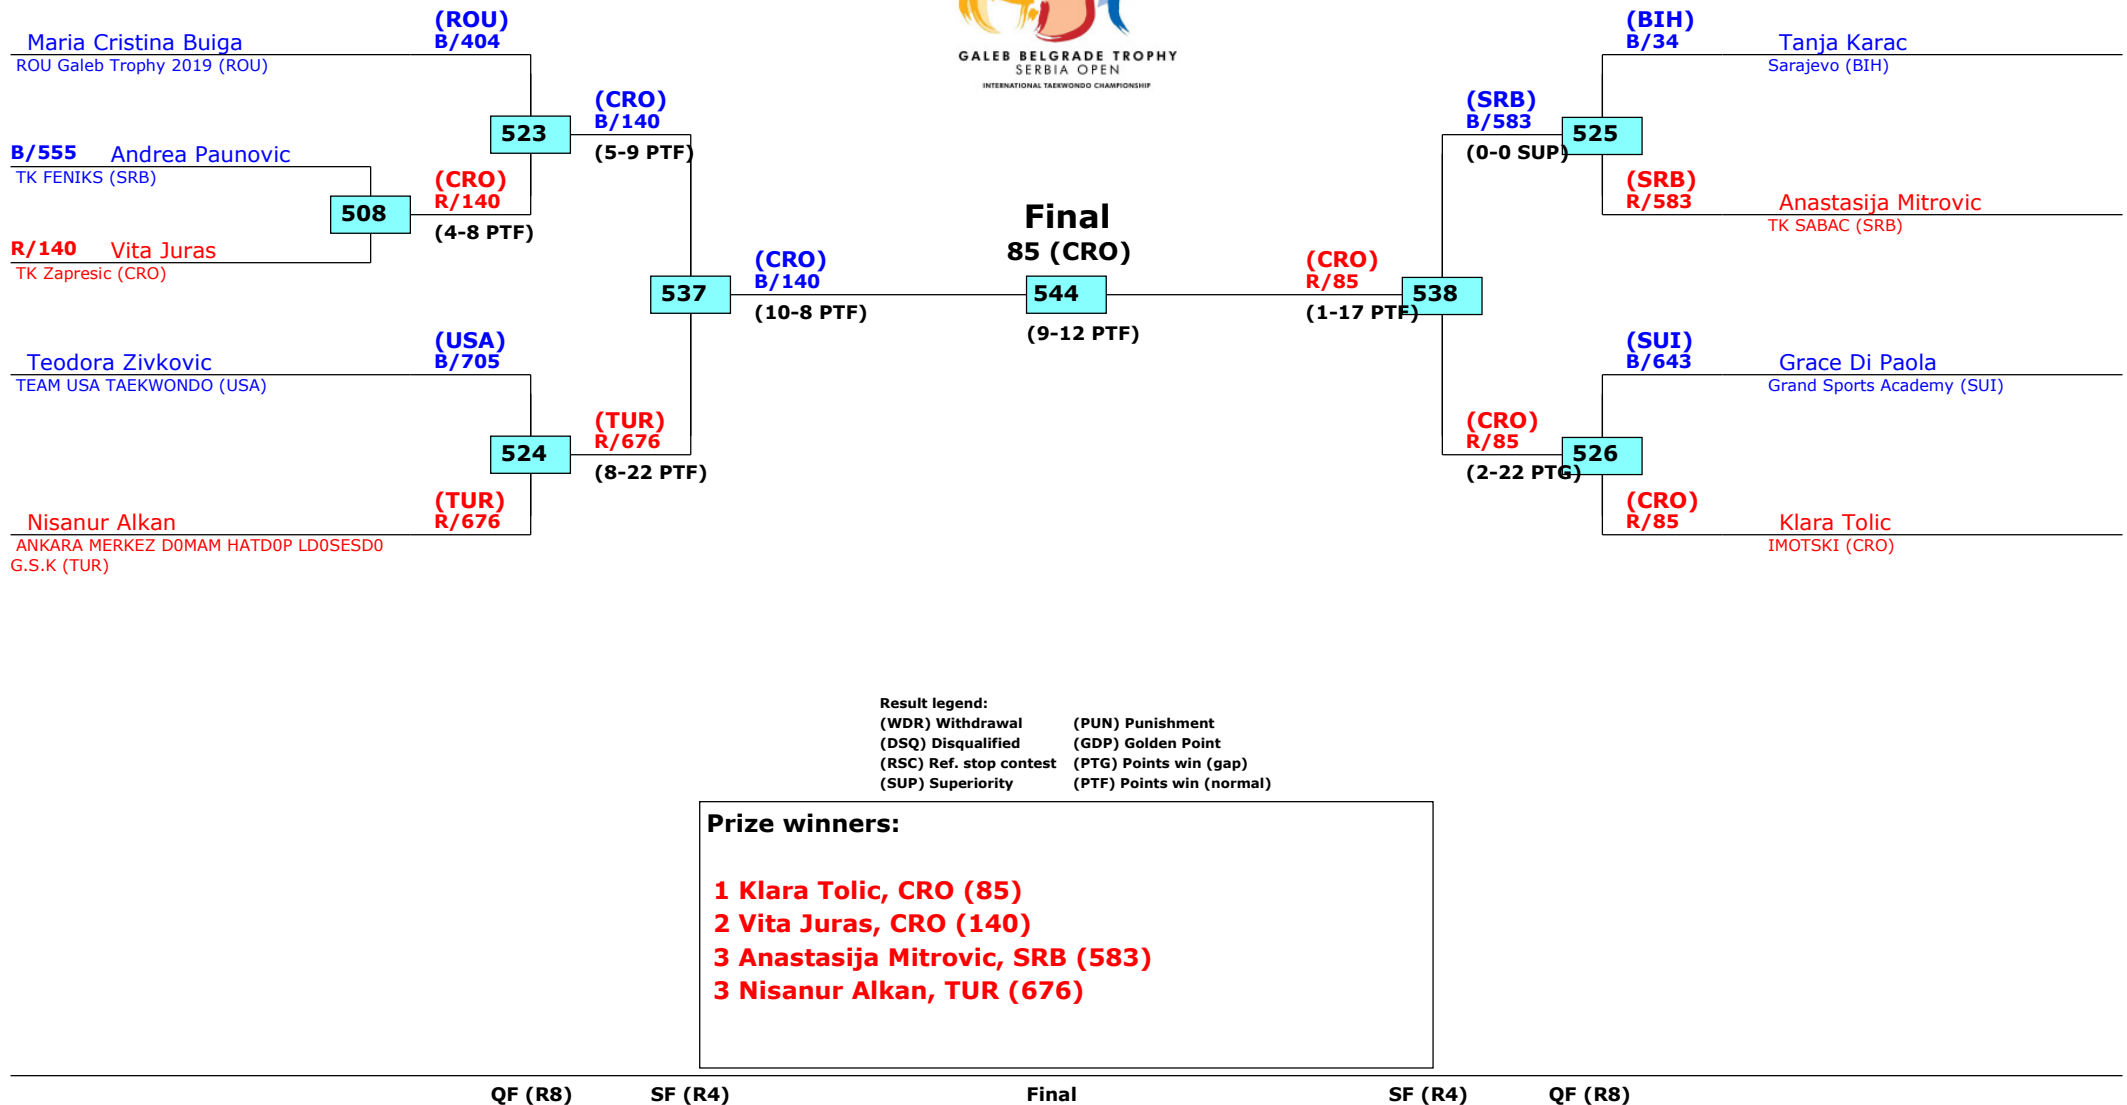 GALEB BELGRADE TROPHY
SERBIA OPEN
INTERNATIONAL TAEKWONDO CHAMPIONSHIP
(ROU)
Maria Cristina Buiga B/404
ROU Galeb Trophy 2019 (ROU)
(CRO)
B/140
523
(5-9 PTF)
B/555 Andrea Paunovic
TK FENIKS (SRB)
(CRO)
508 R/140
(4-8 PTF)
R/140 Vita Juras
TK Zapresic (CRO)
(CRO)
537 B/140
(10-8 PTF)
(USA)
Teodora Zivkovic B/705
TEAM USA TAEKWONDO (USA)
(TUR)
R/676
524
(8-22 PTF)
(TUR)
Nisanur Alkan R/676
ANKARA MERKEZ D0MAM HATD0P LD0SESD0
G.S.K (TUR)
Final
85 (CRO)
544
(9-12 PTF)
(BIH)
B/34 Tanja Karac
Sarajevo (BIH)
(SRB)
B/583 525
(0-0 SUP)
(SRB)
R/583 Anastasija Mitrovic
TK SABAC (SRB)
(CRO)
R/85 538
(1-17 PTF)
(SUI)
B/643 Grace Di Paola
Grand Sports Academy (SUI)
(CRO)
R/85 526
(2-22 PTG)
(CRO)
R/85 Klara Tolic
IMOTSKI (CRO)
Result legend:
(WDR) Withdrawal (PUN) Punishment
(DSQ) Disqualified (GDP) Golden Point
(RSC) Ref. stop contest (PTG) Points win (gap)
(SUP) Superiority (PTF) Points win (normal)
Prize winners:
1 Klara Tolic, CRO (85)
2 Vita Juras, CRO (140)
3 Anastasija Mitrovic, SRB (583)
3 Nisanur Alkan, TUR (676)
QF (R8) SF (R4) Final SF (R4) QF (R8)